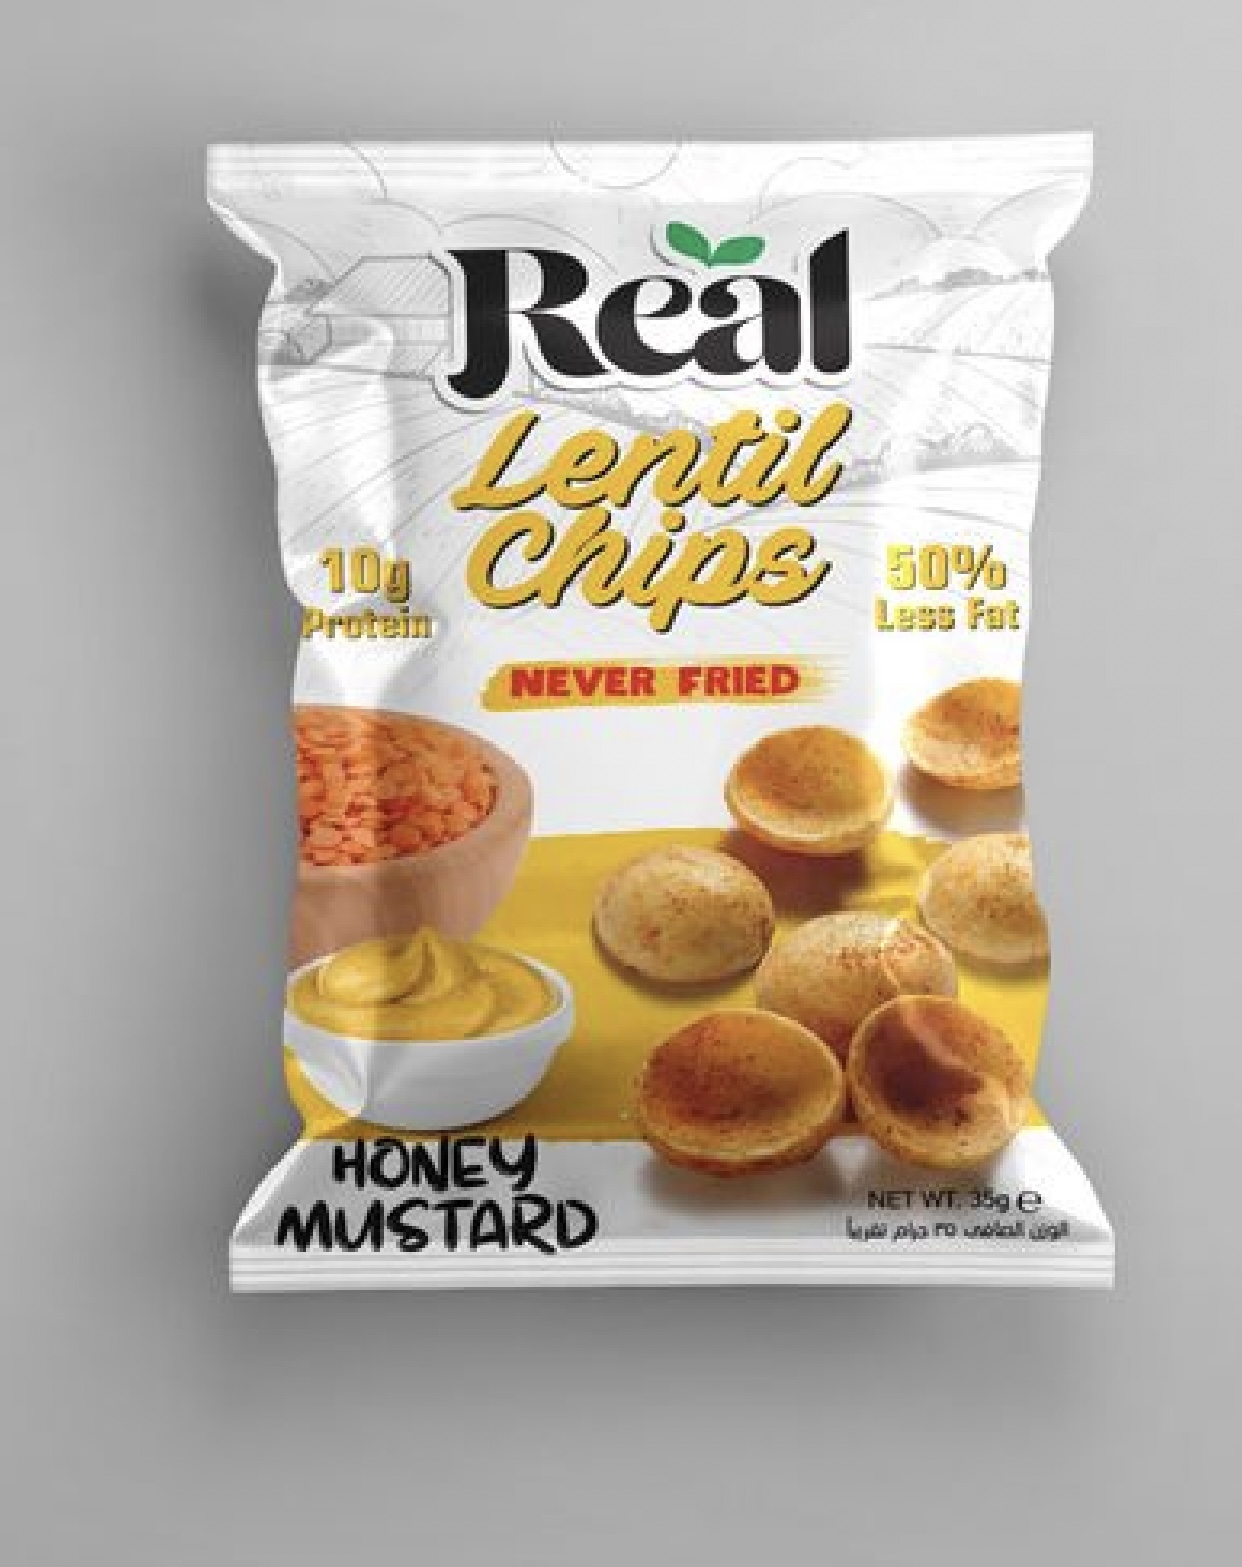 Real
Lentil
Chips
10g
Protein
50%
Less Fat
NEVER FRIED
HONEY
MUSTARD
NET WT. 35g ℮
الوزن الصافي ٣٥ جرام تقريباً